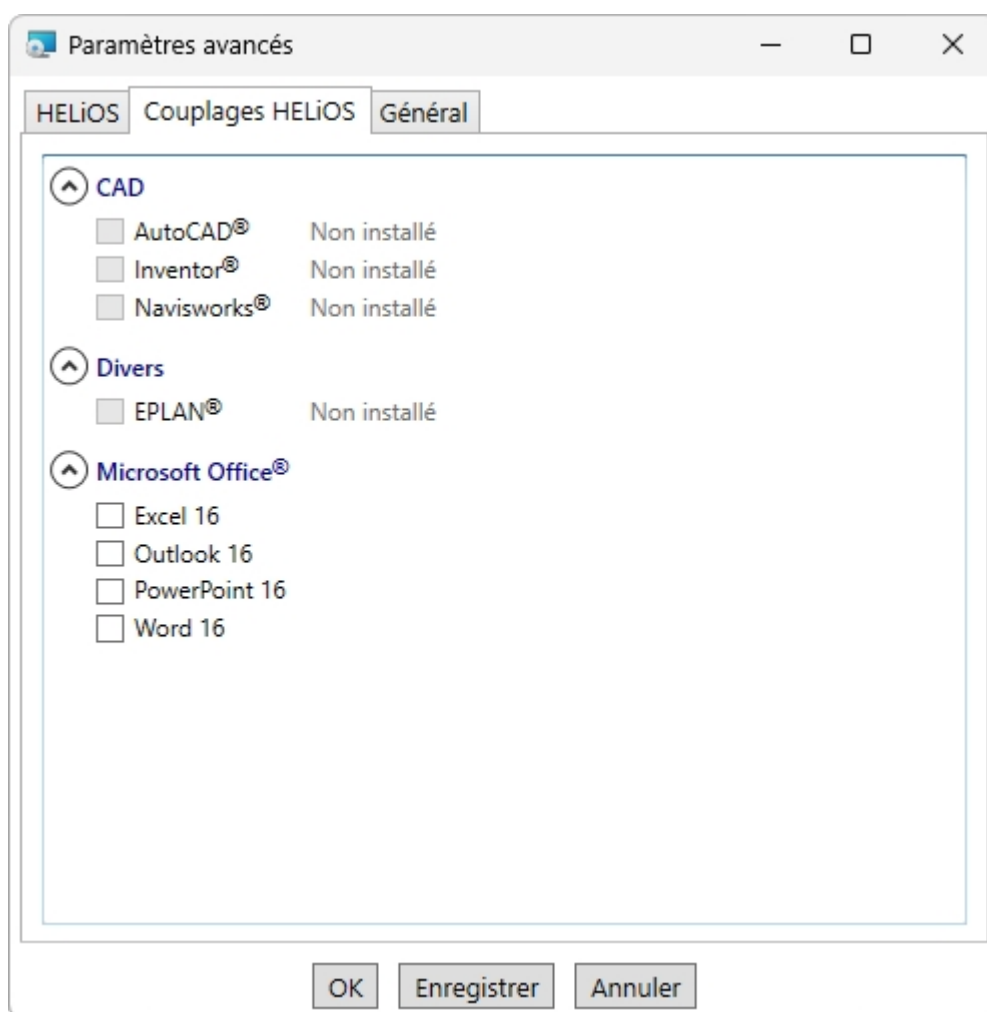 Paramètres avancés
HELiOS Couplages HELiOS Général
CAD
AutoCAD® Non installé
Inventor® Non installé
Navisworks® Non installé
Divers
EPLAN® Non installé
Microsoft Office®
Excel 16
Outlook 16
PowerPoint 16
Word 16
OK Enregistrer Annuler